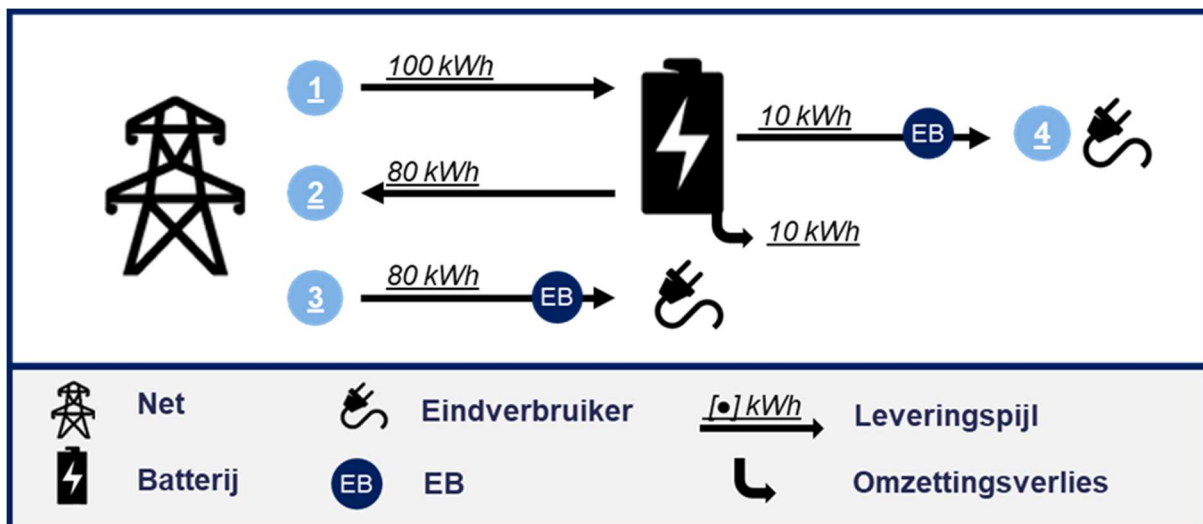 1
100 kWh
10 kWh
EB
4
2
80 kWh
10 kWh
3
80 kWh
EB
Net
Eindverbruiker
[●] kWh
Leveringspijl
Batterij
EB
EB
Omzettingsverlies